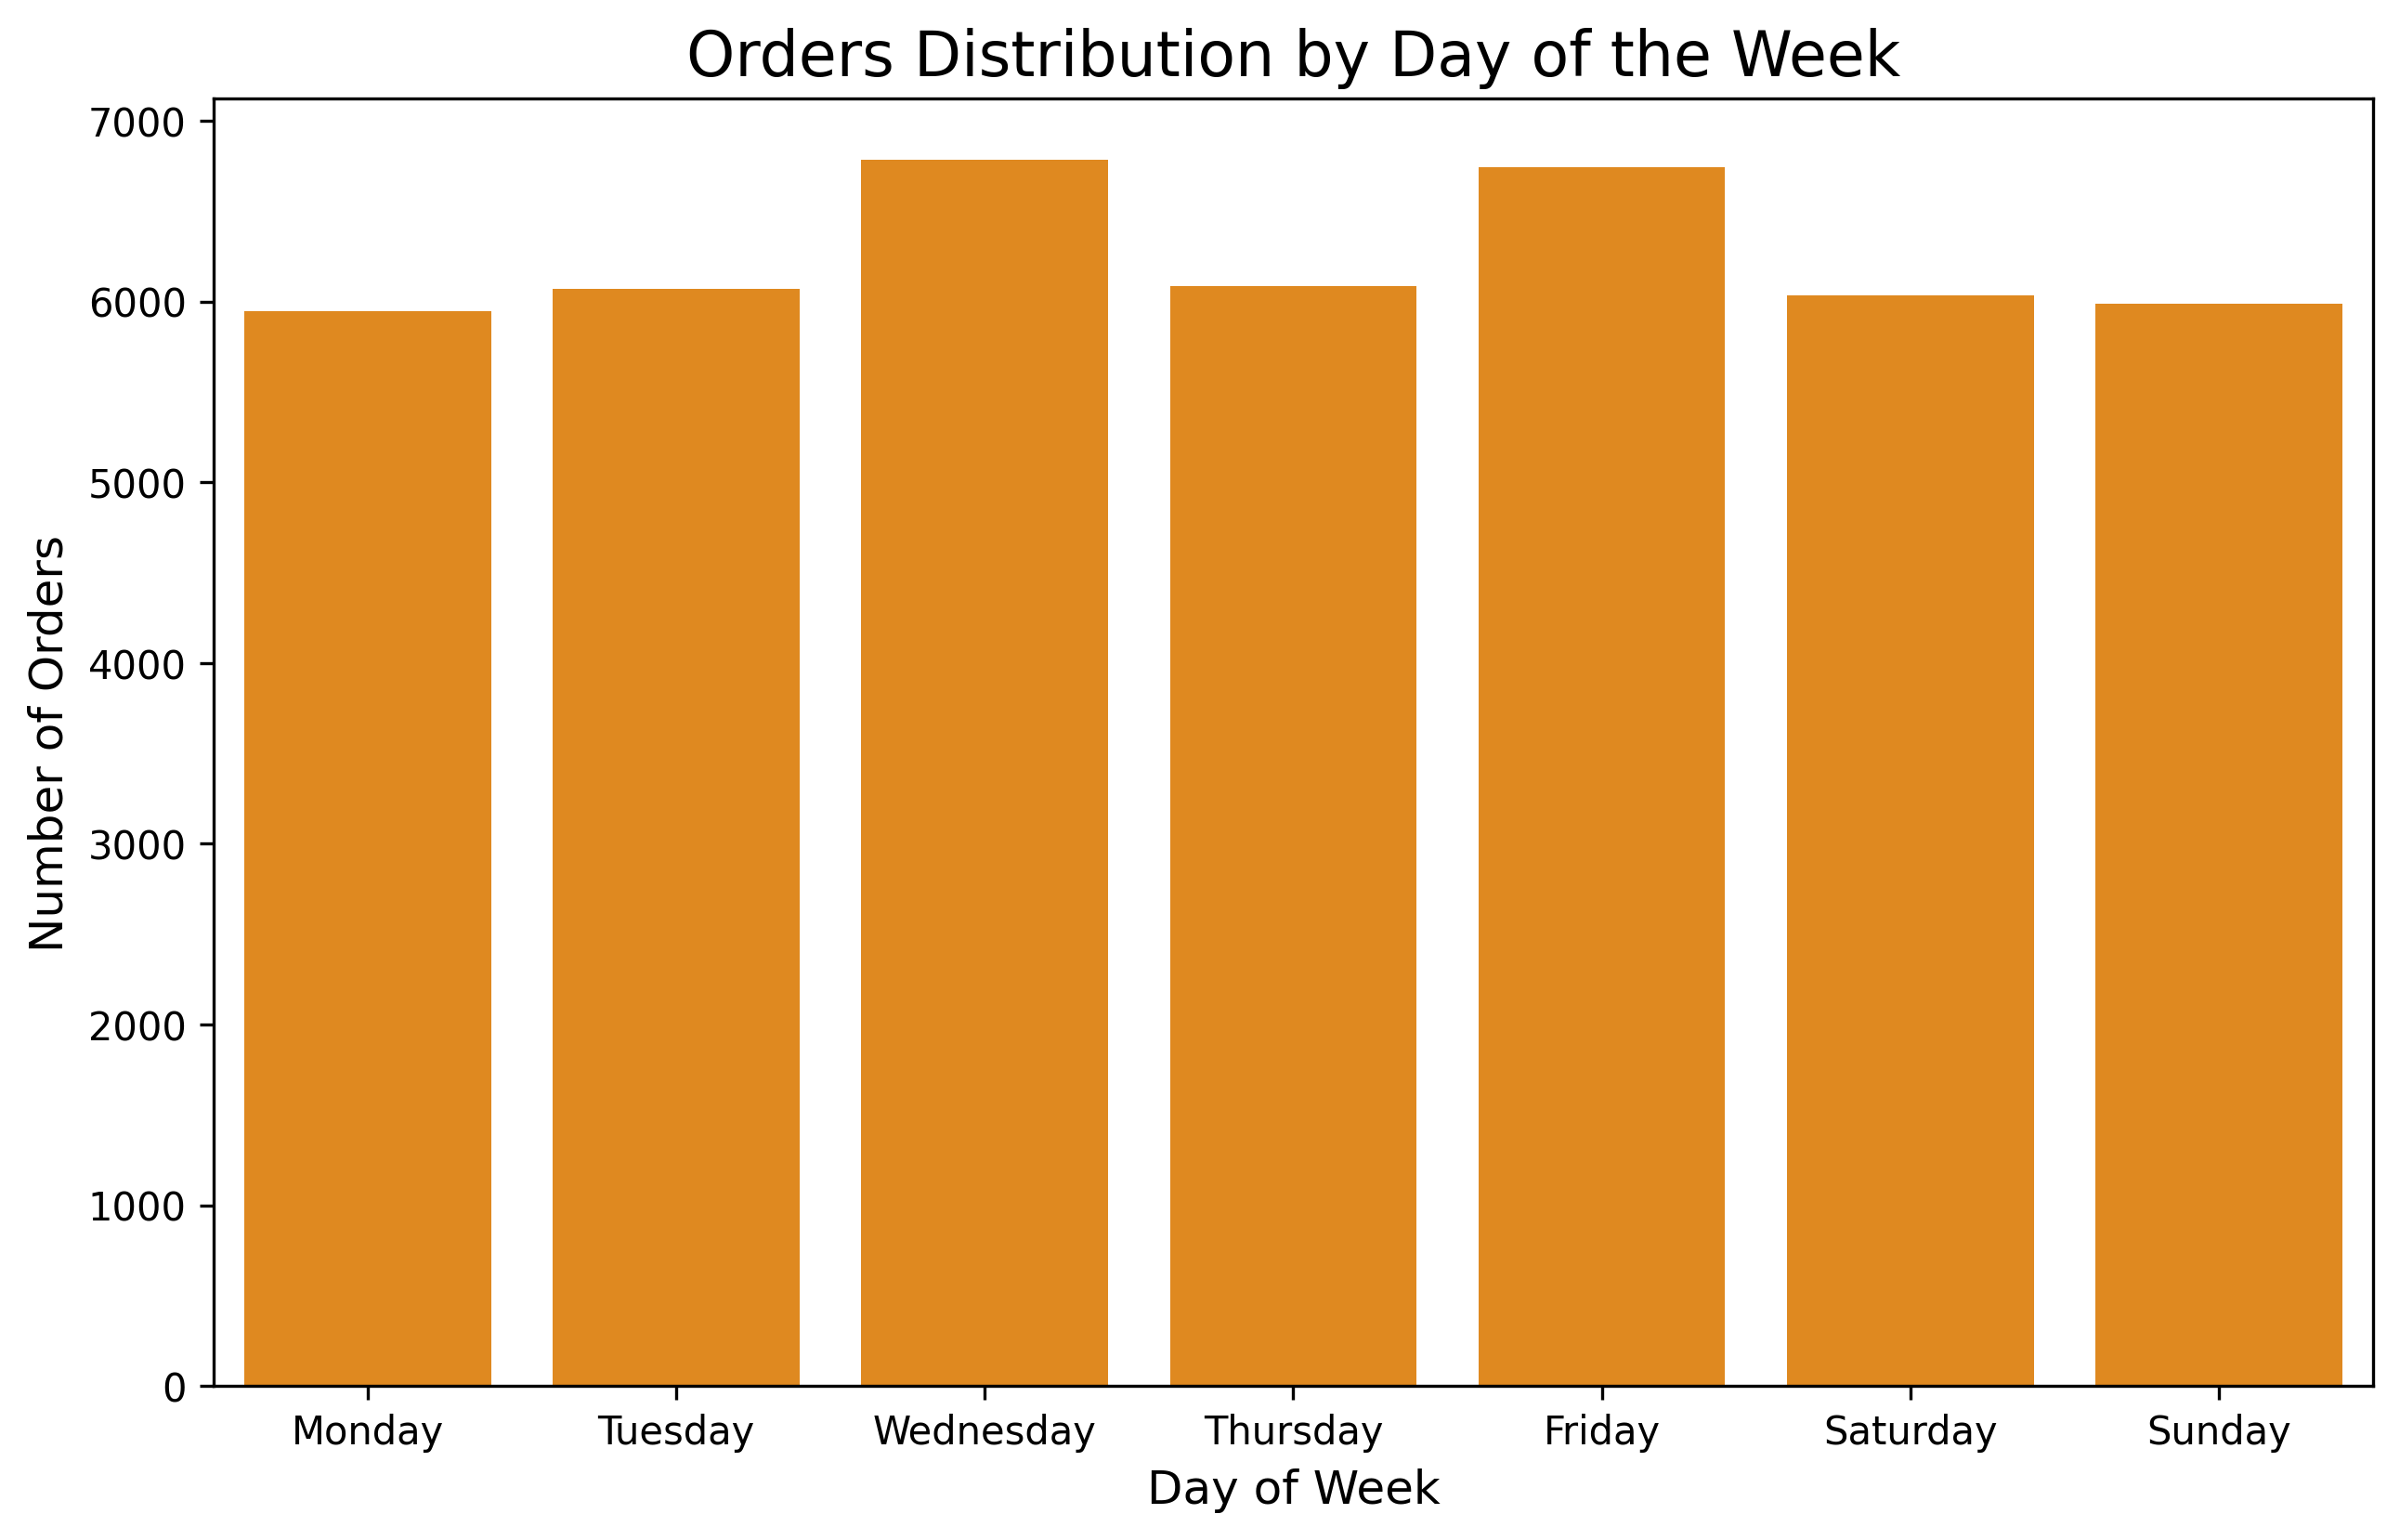 Orders Distribution by Day of the Week
7000
6000
5000
4000
3000
2000
1000
0
Number of Orders
Monday Tuesday Wednesday Thursday Friday Saturday Sunday
Day of Week